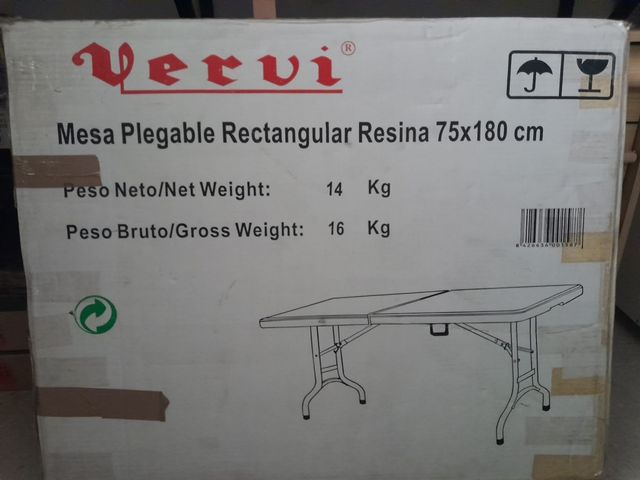 Vervi®
Mesa Plegable Rectangular Resina 75x180 cm
Peso Neto/Net Weight: 14 Kg
Peso Bruto/Gross Weight: 16 Kg